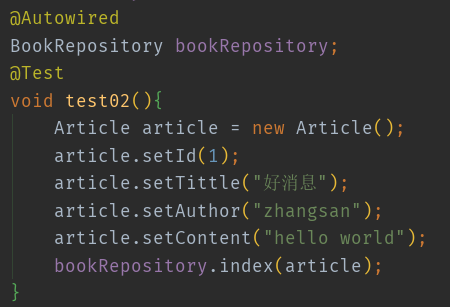 @Autowired
BookRepository bookRepository;
@Test
void test02(){
    Article article = new Article();
    article.setId(1);
    article.setTittle("好消息");
    article.setAuthor("zhangsan");
    article.setContent("hello world");
    bookRepository.index(article);
}